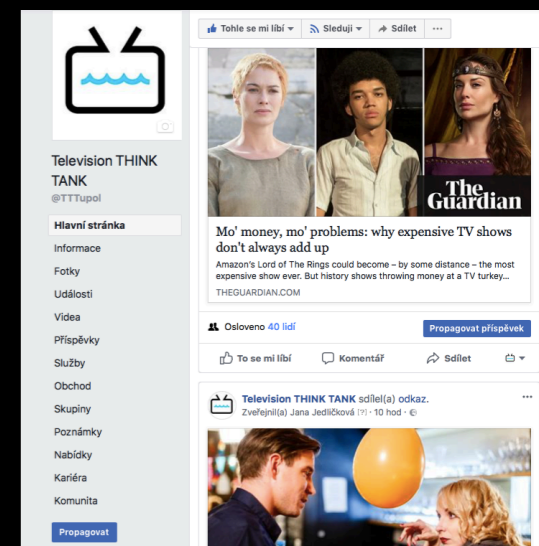 Tohle se mi líbí
Sleduji
Sdílet
Television THINK
TANK
@TTTupol
Hlavní stránka
Informace
Fotky
Události
Videa
Příspěvky
Služby
Obchod
Skupiny
Poznámky
Nabídky
Kariéra
Komunita
Propagovat
The
Guardian
Mo' money, mo' problems: why expensive TV shows
don't always add up
Amazon's Lord of The Rings could become – by some distance – the most
expensive show ever. But history shows throwing money at a TV turkey...
THEGUARDIAN.COM
Osloveno 40 lidí
Propagovat příspěvek
To se mi líbí
Komentář
Sdílet
Television THINK TANK sdílel(a) odkaz.
Zveřejnil(a) Jana Jedličková [?] · 10 hod ·